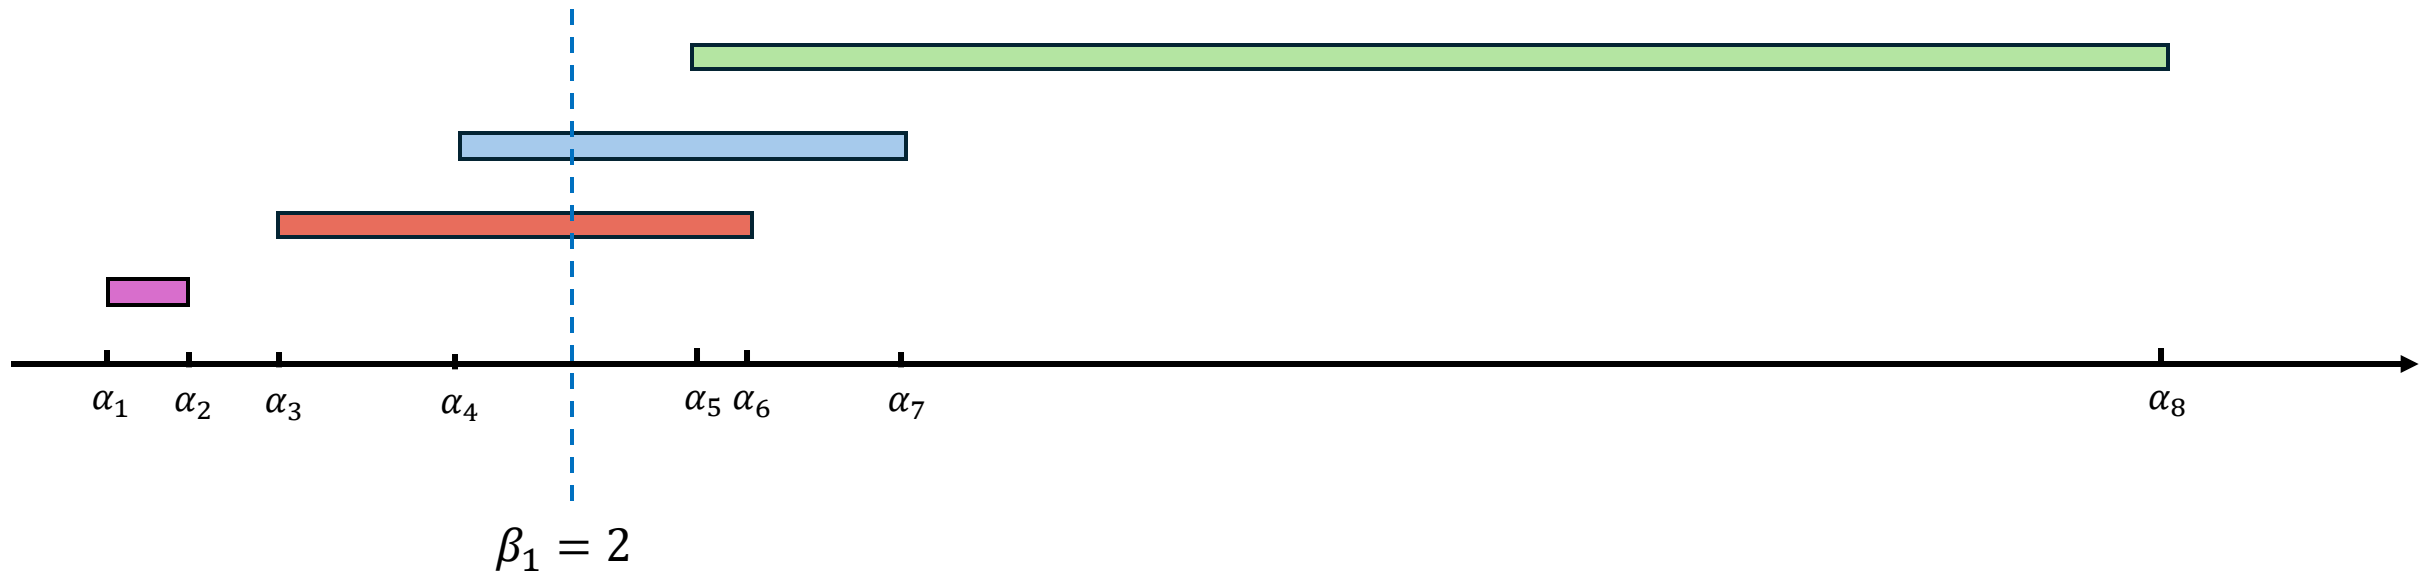 α₁ α₂ α₃ α₄ α₅ α₆ α₇ α₈
β₁ = 2